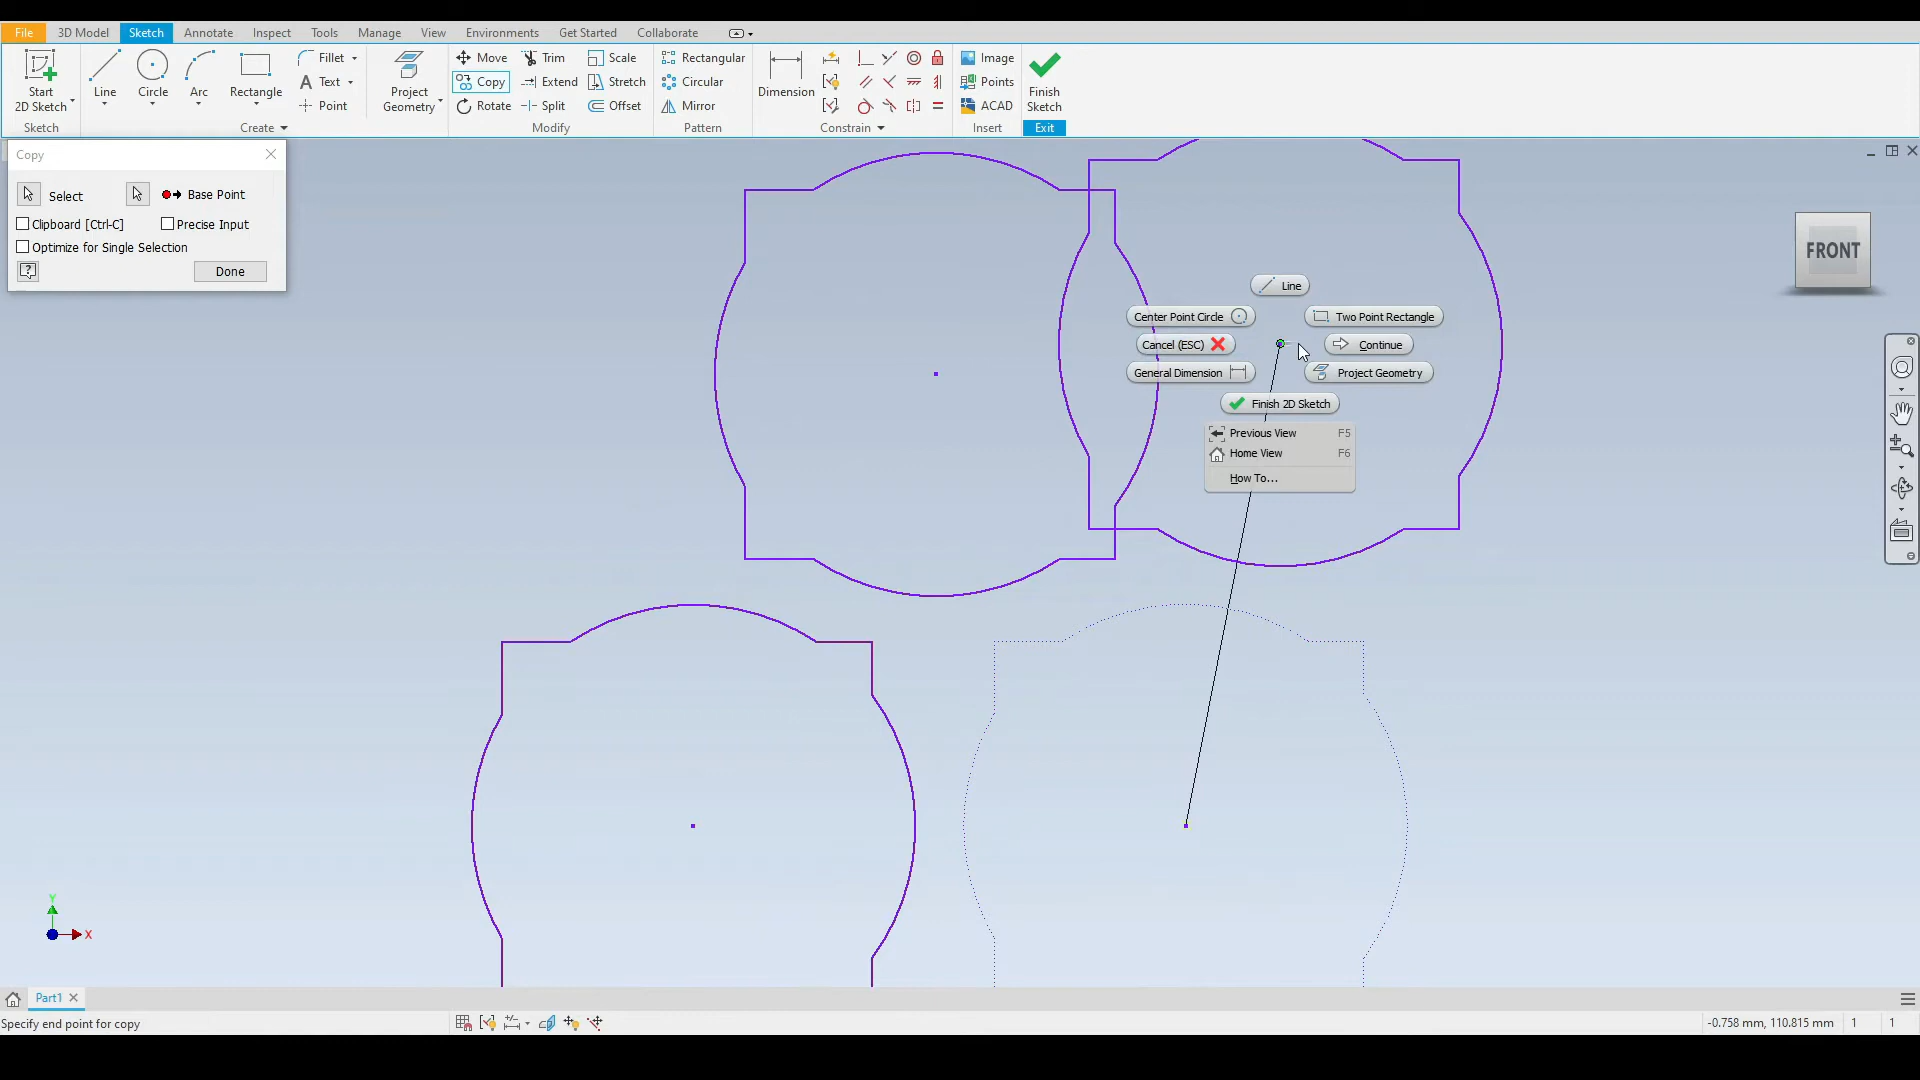 File 3D Model Sketch Annotate Inspect Tools Manage View Environments Get Started Collaborate
Start 2D Sketch
Line
Circle
Arc
Rectangle
Fillet
Text
Point
Project Geometry
Move
Copy
Rotate
Trim
Extend
Split
Scale
Stretch
Offset
Rectangular
Circular
Mirror
Dimension
Image
Points
ACAD
Finish Sketch
Sketch
Create
Modify
Pattern
Constrain
Insert
Exit
Copy
Select
Base Point
Clipboard [Ctrl-C]
Precise Input
Optimize for Single Selection
?
Done
FRONT
Line
Center Point Circle
Two Point Rectangle
Cancel (ESC)
Continue
General Dimension
Project Geometry
Finish 2D Sketch
Previous View F5
Home View F6
How To...
Y
X
Part1
Specify end point for copy
-0.758 mm, 110.815 mm 1 1